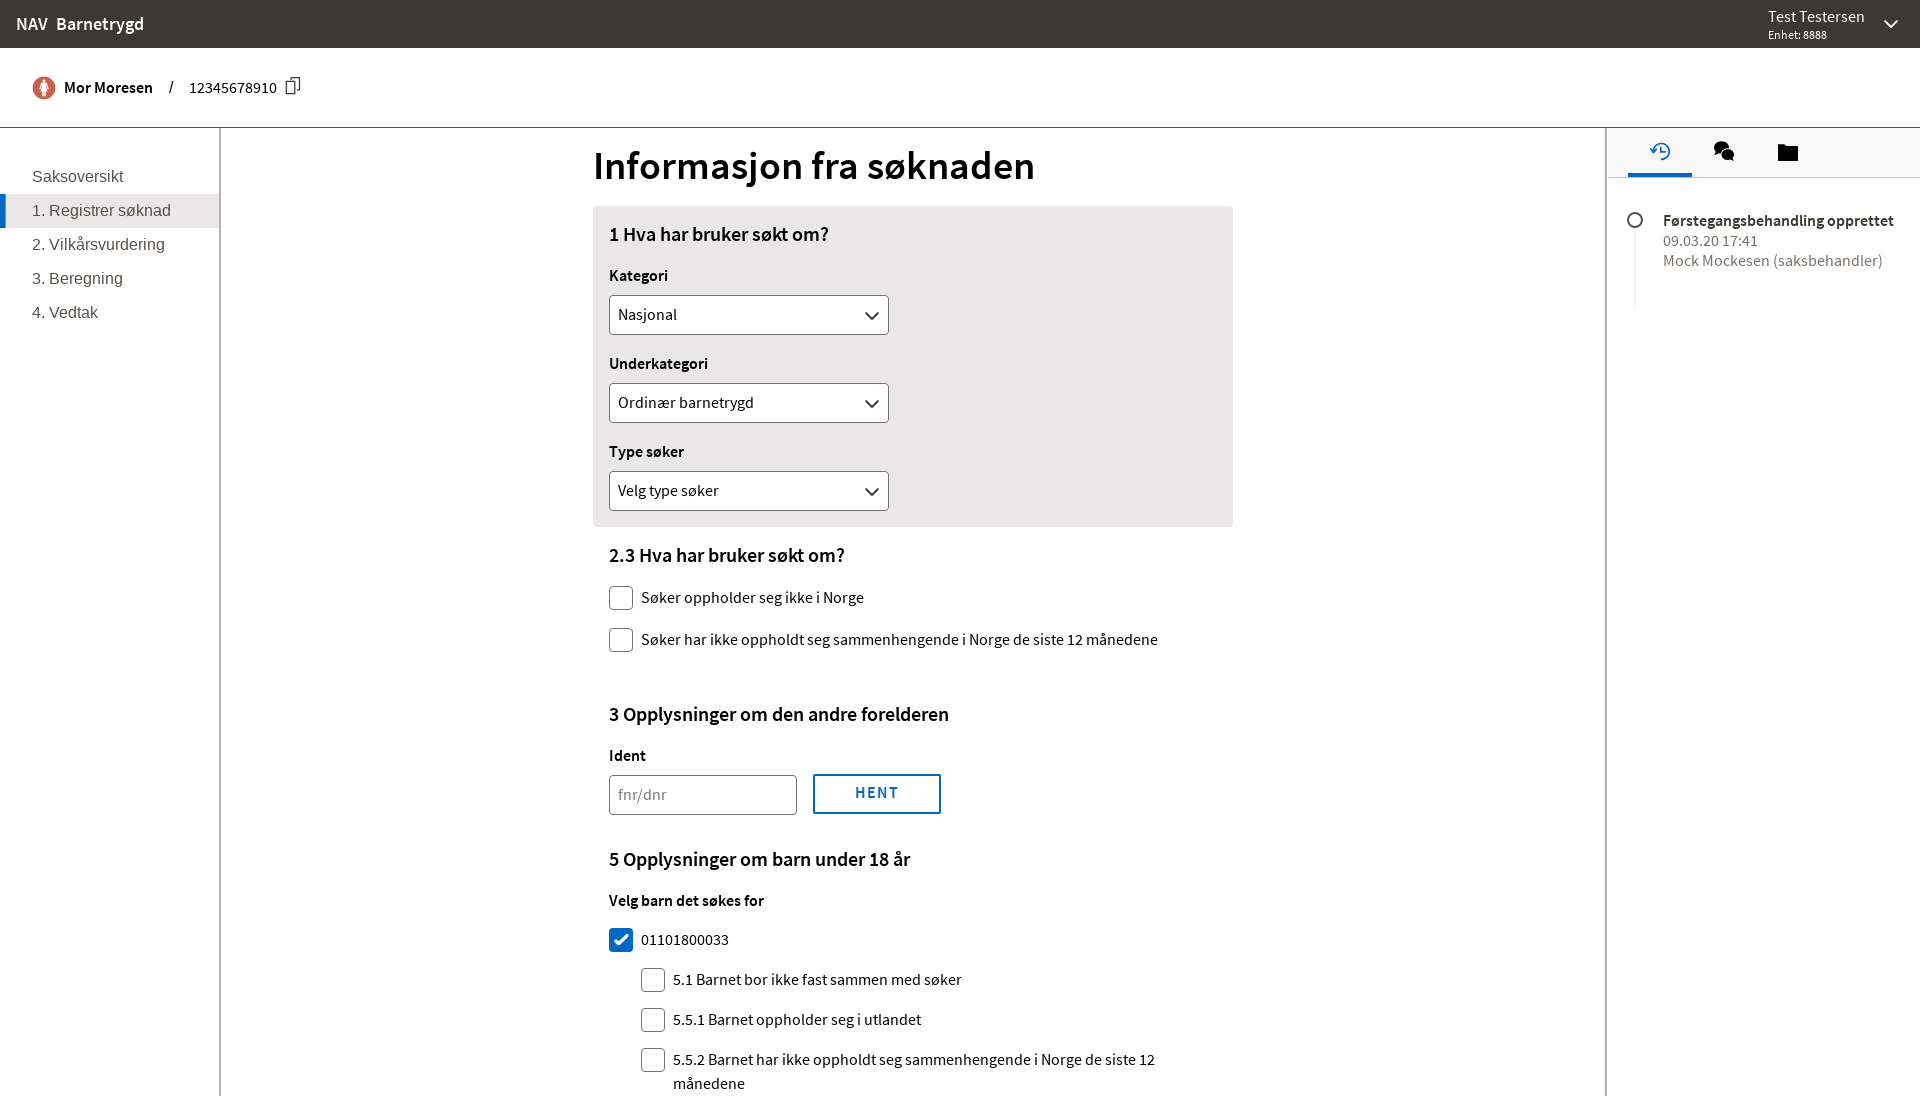 NAV Barnetrygd
Test Testersen
Enhet: 8888
Mor Moresen / 12345678910
Saksoversikt
1. Registrer søknad
2. Vilkårsvurdering
3. Beregning
4. Vedtak
Informasjon fra søknaden
1 Hva har bruker søkt om?
Kategori
Nasjonal
Underkategori
Ordinær barnetrygd
Type søker
Velg type søker
2.3 Hva har bruker søkt om?
Søker oppholder seg ikke i Norge
Søker har ikke oppholdt seg sammenhengende i Norge de siste 12 månedene
3 Opplysninger om den andre forelderen
Ident
fnr/dnr
HENT
5 Opplysninger om barn under 18 år
Velg barn det søkes for
01101800033
5.1 Barnet bor ikke fast sammen med søker
5.5.1 Barnet oppholder seg i utlandet
5.5.2 Barnet har ikke oppholdt seg sammenhengende i Norge de siste 12
månedene
Førstegangsbehandling opprettet
09.03.20 17:41
Mock Mockesen (saksbehandler)